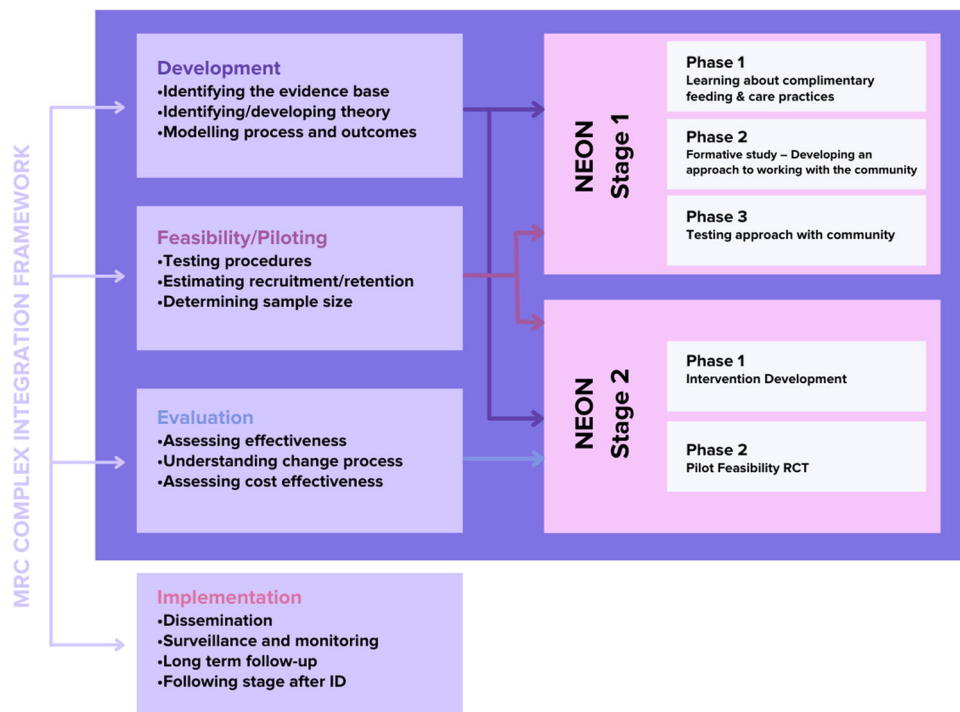 MRC COMPLEX INTEGRATION FRAMEWORK
Development
•Identifying the evidence base
•Identifying/developing theory
•Modelling process and outcomes
Feasibility/Piloting
•Testing procedures
•Estimating recruitment/retention
•Determining sample size
Evaluation
•Assessing effectiveness
•Understanding change process
•Assessing cost effectiveness
Implementation
•Dissemination
•Surveillance and monitoring
•Long term follow-up
•Following stage after ID
NEON
Stage 1
Phase 1
Learning about complimentary
feeding & care practices
Phase 2
Formative study – Developing an
approach to working with the community
Phase 3
Testing approach with community
NEON
Stage 2
Phase 1
Intervention Development
Phase 2
Pilot Feasibility RCT